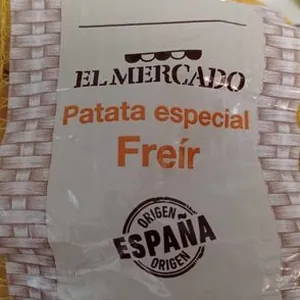 EL MERCADO
Patata especial
Freír
ORIGEN
ESPAÑA
ORIGEN